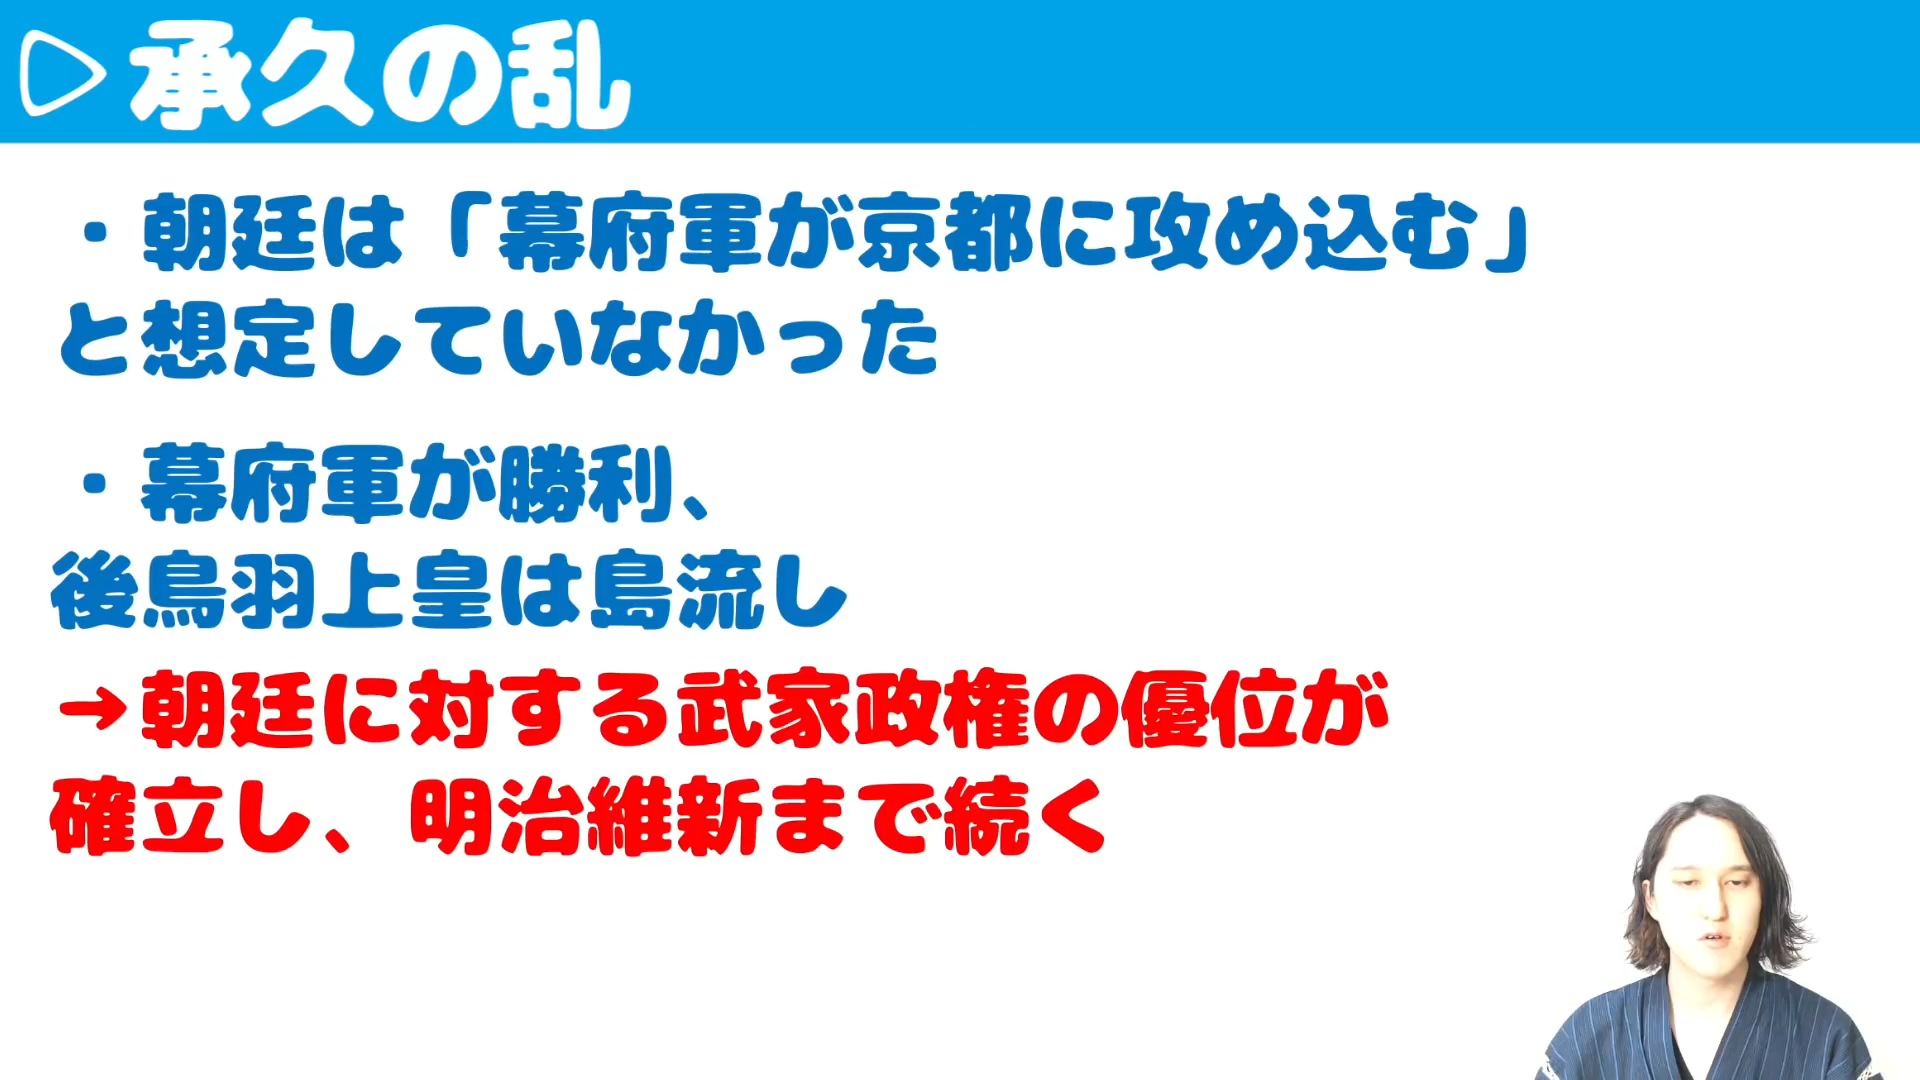 承久の乱
・朝廷は「幕府軍が京都に攻め込む」
と想定していなかった
・幕府軍が勝利、
後鳥羽上皇は島流し
→朝廷に対する武家政権の優位が
確立し、明治維新まで続く